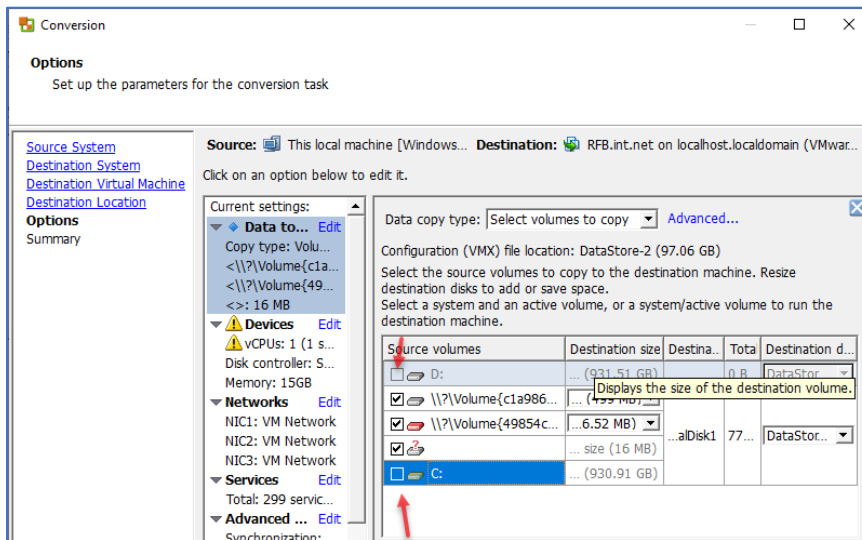 Conversion
Options
Set up the parameters for the conversion task
Source System
Destination System
Destination Virtual Machine
Destination Location
Options
Summary
Source: This local machine [Windows... Destination: RFB.int.net on localhost.localdomain (VMwar...
Click on an option below to edit it.
Current settings:
Data to... Edit
Copy type: Volu...
<\\?\Volume{c1a...
<\\?\Volume{49...
<>: 16 MB
Devices Edit
vCPUs: 1 (1 s...
Disk controller: S...
Memory: 15GB
Networks Edit
NIC1: VM Network
NIC2: VM Network
NIC3: VM Network
Services Edit
Total: 299 servic...
Advanced ... Edit
Synchronization:
Data copy type: Select volumes to copy Advanced...
Configuration (VMX) file location: DataStore-2 (97.06 GB)
Select the source volumes to copy to the destination machine. Resize
destination disks to add or save space.
Select a system and an active volume, or a system/active volume to run the
destination machine.
Source volumes Destination size Destina.. Total Destination d...
D: ... (931.51 GB) 0 B DataStor...
Displays the size of the destination volume.
\\?\Volume{c1a986... ... (499 MB)
\\?\Volume{49854c... ...6.52 MB)
... size (16 MB) ...alDisk1 77... DataStor...
C: ... (930.91 GB)